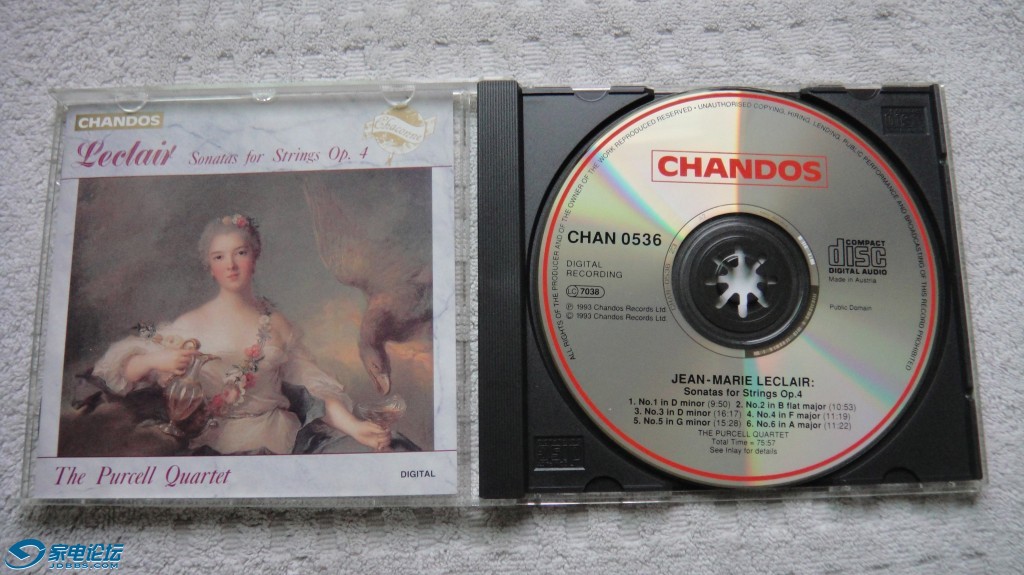 CHANDOS
Chaconne
Leclair Sonatas for Strings Op. 4
The Purcell Quartet
DIGITAL
ALL RIGHTS OF THE PRODUCER AND OF THE OWNER OF THE WORK REPRODUCED RESERVED • UNAUTHORISED COPYING, HIRING, LENDING, PUBLIC PERFORMANCE AND BROADCASTING OF THIS RECORD PROHIBITED
CHANDOS
CHAN 0536
DIGITAL
RECORDING
LC 7038
℗ 1993 Chandos Records Ltd.
© 1993 Chandos Records Ltd.
COMPACT
disc
DIGITAL AUDIO
Made in Austria
Public Domain
JEAN-MARIE LECLAIR:
Sonatas for Strings Op.4
1. No.1 in D minor (9:50) 2. No.2 in B flat major (10:53)
3. No.3 in D minor (16:17) 4. No.4 in F major (11:19)
5. No.5 in G minor (15:28) 6. No.6 in A major (11:22)
THE PURCELL QUARTET
Total Time = 75:57
See Inlay for details
家电论坛
JDBBS.COM